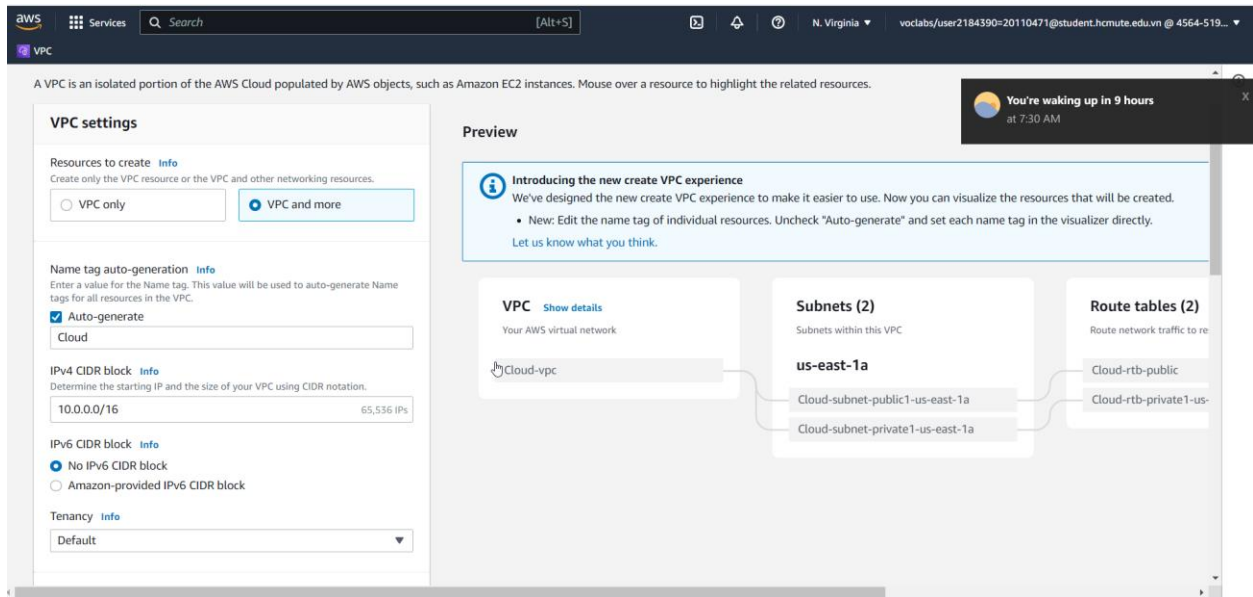 aws
Services
Search
[Alt+S]
N. Virginia
voclabs/user2184390=20110471@student.hcmute.edu.vn @ 4564-519...
VPC
A VPC is an isolated portion of the AWS Cloud populated by AWS objects, such as Amazon EC2 instances. Mouse over a resource to highlight the related resources.
You're waking up in 9 hours
at 7:30 AM
X
VPC settings
Resources to create Info
Create only the VPC resource or the VPC and other networking resources.
VPC only
VPC and more
Name tag auto-generation Info
Enter a value for the Name tag. This value will be used to auto-generate Name
tags for all resources in the VPC.
Auto-generate
Cloud
IPv4 CIDR block Info
Determine the starting IP and the size of your VPC using CIDR notation.
10.0.0.0/16
65,536 IPs
IPv6 CIDR block Info
No IPv6 CIDR block
Amazon-provided IPv6 CIDR block
Tenancy Info
Default
Preview
Introducing the new create VPC experience
We've designed the new create VPC experience to make it easier to use. Now you can visualize the resources that will be created.
• New: Edit the name tag of individual resources. Uncheck "Auto-generate" and set each name tag in the visualizer directly.
Let us know what you think.
VPC Show details
Your AWS virtual network
Cloud-vpc
Subnets (2)
Subnets within this VPC
us-east-1a
Cloud-subnet-public1-us-east-1a
Cloud-subnet-private1-us-east-1a
Route tables (2)
Route network traffic to re
Cloud-rtb-public
Cloud-rtb-private1-us-